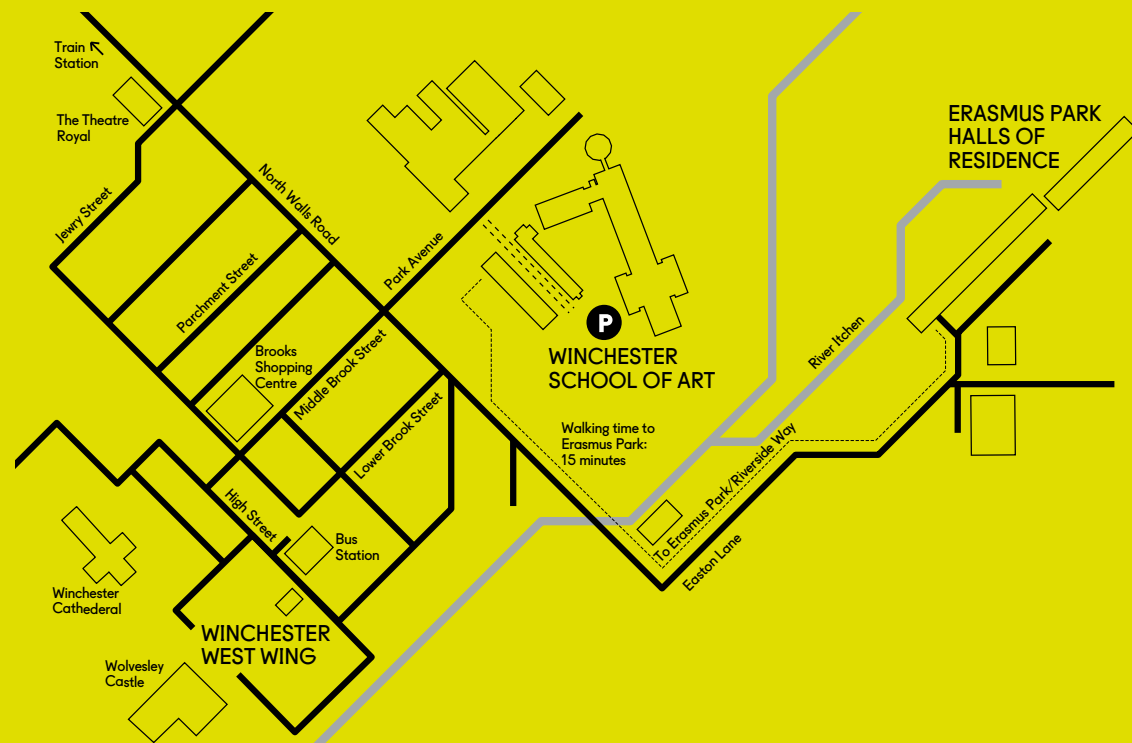 Train
Station
The Theatre
Royal
Jewry Street
North Walls Road
Parchment Street
Park Avenue
Brooks
Shopping
Centre
Middle Brook Street
Lower Brook Street
High Street
Bus
Station
Winchester
Cathederal
WINCHESTER
WEST WING
Wolvesley
Castle
P
WINCHESTER
SCHOOL OF ART
Walking time to
Erasmus Park:
15 minutes
River Itchen
To Erasmus Park/Riverside Way
Easton Lane
ERASMUS PARK
HALLS OF
RESIDENCE